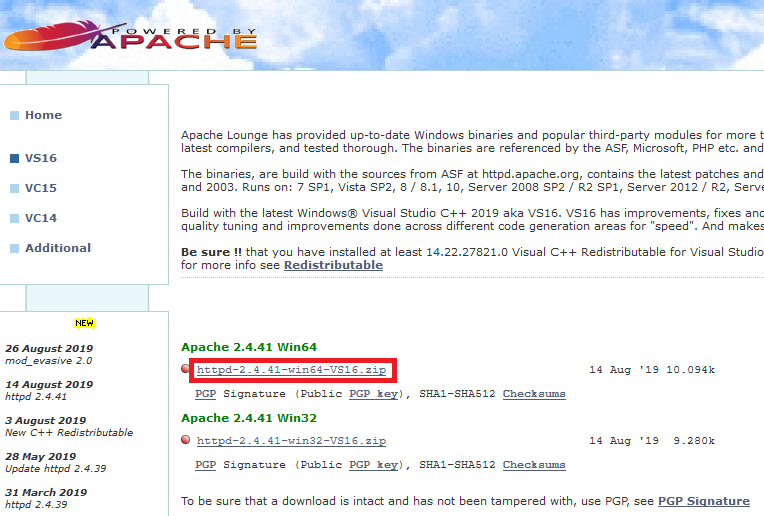 POWERED BY
APACHE
Home
VS16
VC15
VC14
Additional
NEW
26 August 2019
mod_evasive 2.0
14 August 2019
httpd 2.4.41
3 August 2019
New C++ Redistributable
28 May 2019
Update httpd 2.4.39
31 March 2019
httpd 2.4.39
Apache Lounge has provided up-to-date Windows binaries and popular third-party modules for more t
latest compilers, and tested thorough. The binaries are referenced by the ASF, Microsoft, PHP etc. and
The binaries, are build with the sources from ASF at httpd.apache.org, contains the latest patches and
and 2003. Runs on: 7 SP1, Vista SP2, 8 / 8.1, 10, Server 2008 SP2 / R2 SP1, Server 2012 / R2, Serve
Build with the latest Windows® Visual Studio C++ 2019 aka VS16. VS16 has improvements, fixes and
quality tuning and improvements done across different code generation areas for "speed". And makes
Be sure !! that you have installed at least 14.22.27821.0 Visual C++ Redistributable for Visual Studio
for more info see Redistributable
Apache 2.4.41 Win64
httpd-2.4.41-win64-VS16.zip 14 Aug '19 10.094k
PGP Signature (Public PGP key), SHA1-SHA512 Checksums
Apache 2.4.41 Win32
httpd-2.4.41-win32-VS16.zip 14 Aug '19 9.280k
PGP Signature (Public PGP key), SHA1-SHA512 Checksums
To be sure that a download is intact and has not been tampered with, use PGP, see PGP Signature